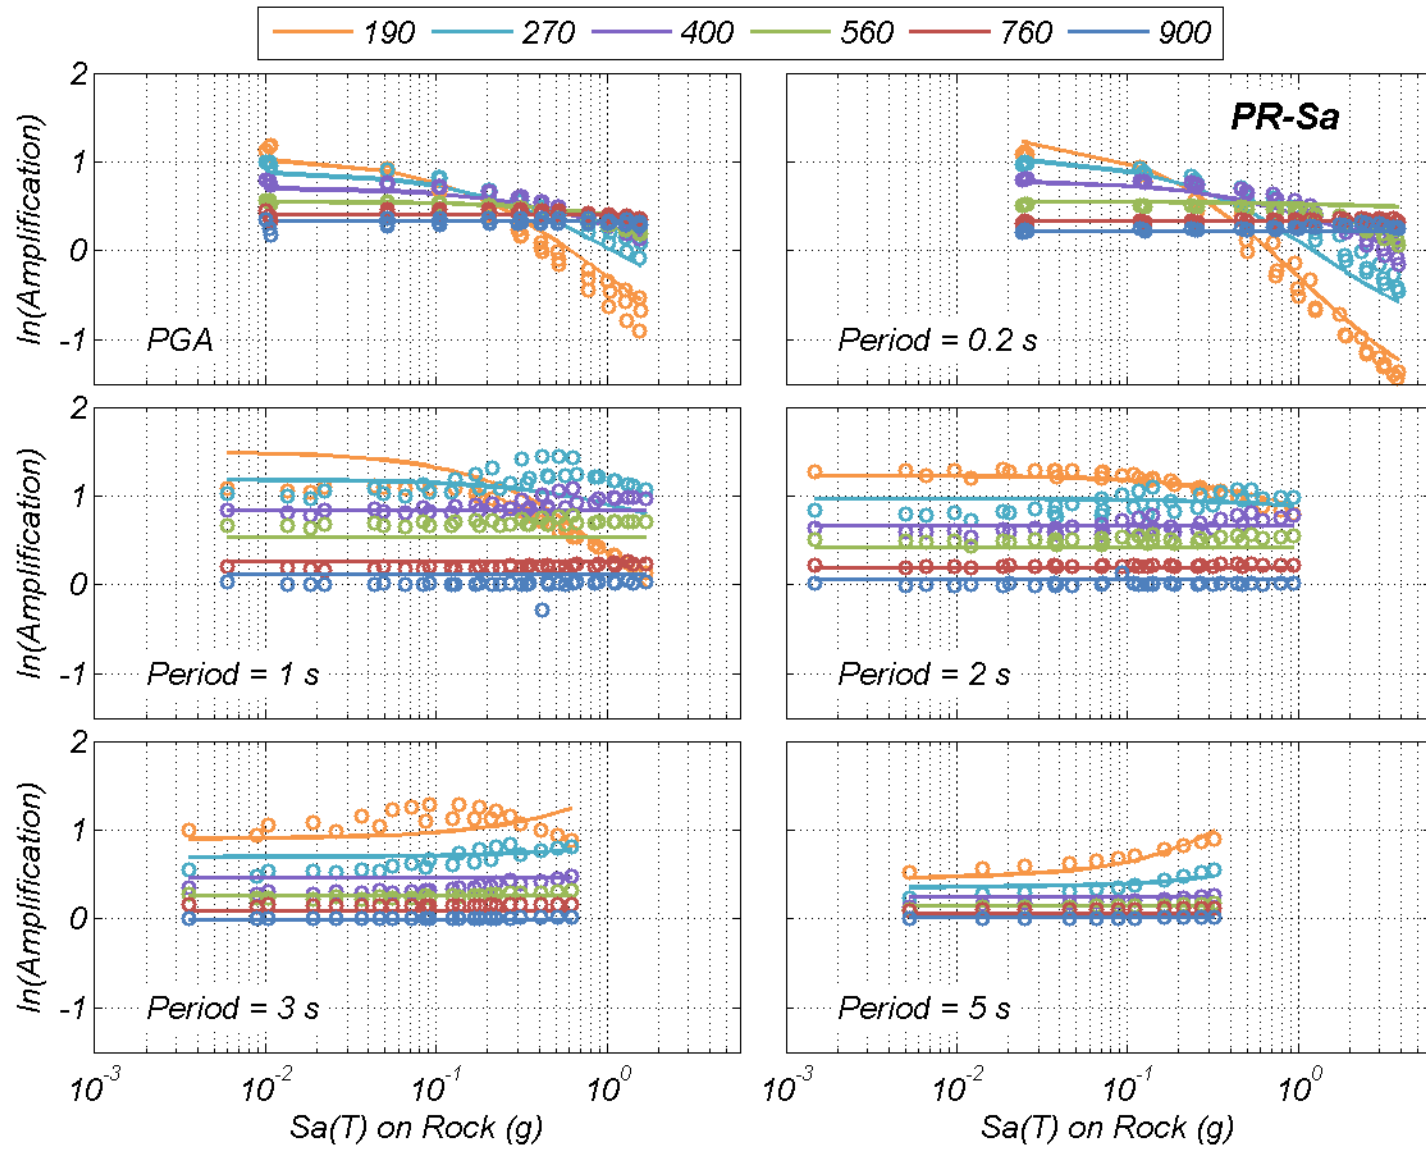 190 270 400 560 760 900
2
1
0
-1
ln(Amplification)
PGA
PR-Sa
Period = 0.2 s
2
1
0
-1
ln(Amplification)
Period = 1 s
Period = 2 s
2
1
0
-1
ln(Amplification)
Period = 3 s
Period = 5 s
10^-3 10^-2 10^-1 10^0
10^-3 10^-2 10^-1 10^0
Sa(T) on Rock (g)
Sa(T) on Rock (g)